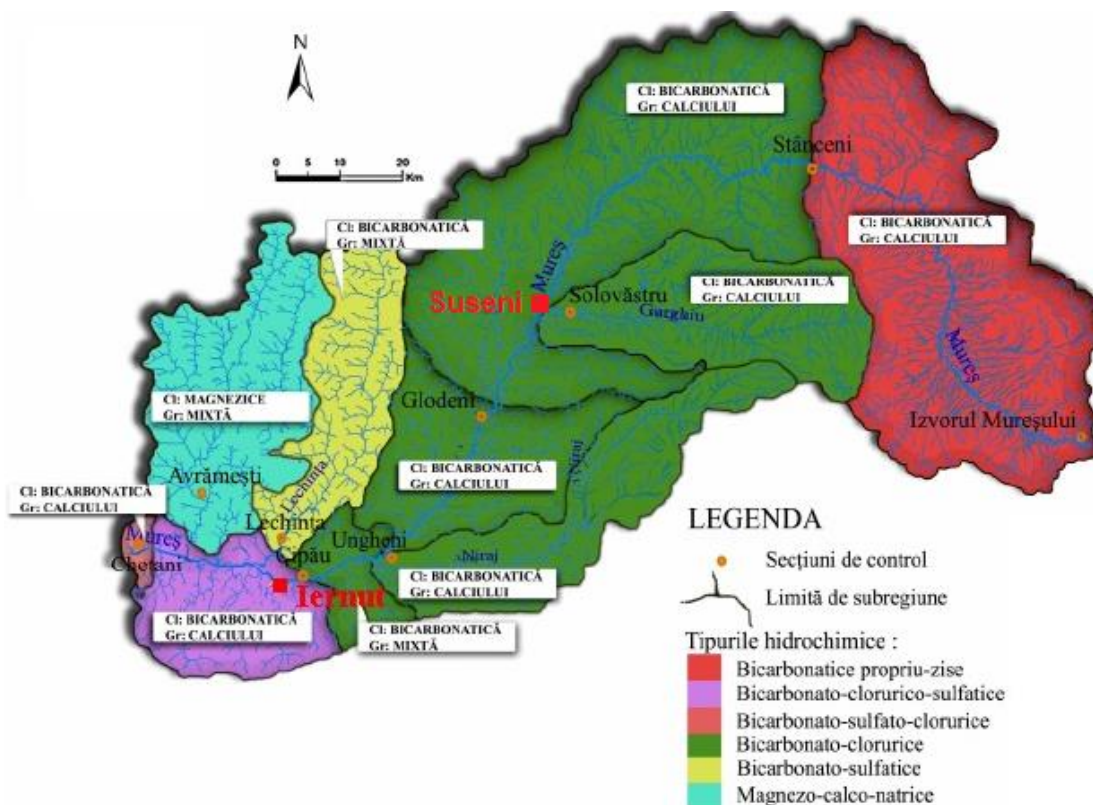 N
0 5 10 20
Km
Cl: BICARBONATICĂ
Gr: CALCIULUI
Stânceni
Cl: BICARBONATICĂ
Gr: MIXTĂ
Cl: BICARBONATICĂ
Gr: CALCIULUI
Mureș
Cl: BICARBONATICĂ
Gr: CALCIULUI
Suseni
Solovăstru
Gurghiu
Mureș
Cl: MAGNEZICE
Gr: MIXTĂ
Glodeni
Izvorul Mureșului
Niraj
Cl: BICARBONATICĂ
Gr: CALCIULUI
Avrămești
Lechința
Cl: BICARBONATICĂ
Gr: CALCIULUI
Lechința
Mureș
Chețani
Cipău
Ungheni
Niraj
Cl: BICARBONATICĂ
Gr: CALCIULUI
Iernut
Cl: BICARBONATICĂ
Gr: CALCIULUI
Cl: BICARBONATICĂ
Gr: MIXTĂ
LEGENDA
Secțiuni de control
Limită de subregiune
Tipurile hidrochimice :
Bicarbonatice propriu-zise
Bicarbonato-clorurico-sulfatice
Bicarbonato-sulfato-clorurice
Bicarbonato-clorurice
Bicarbonato-sulfatice
Magnezo-calco-natrice